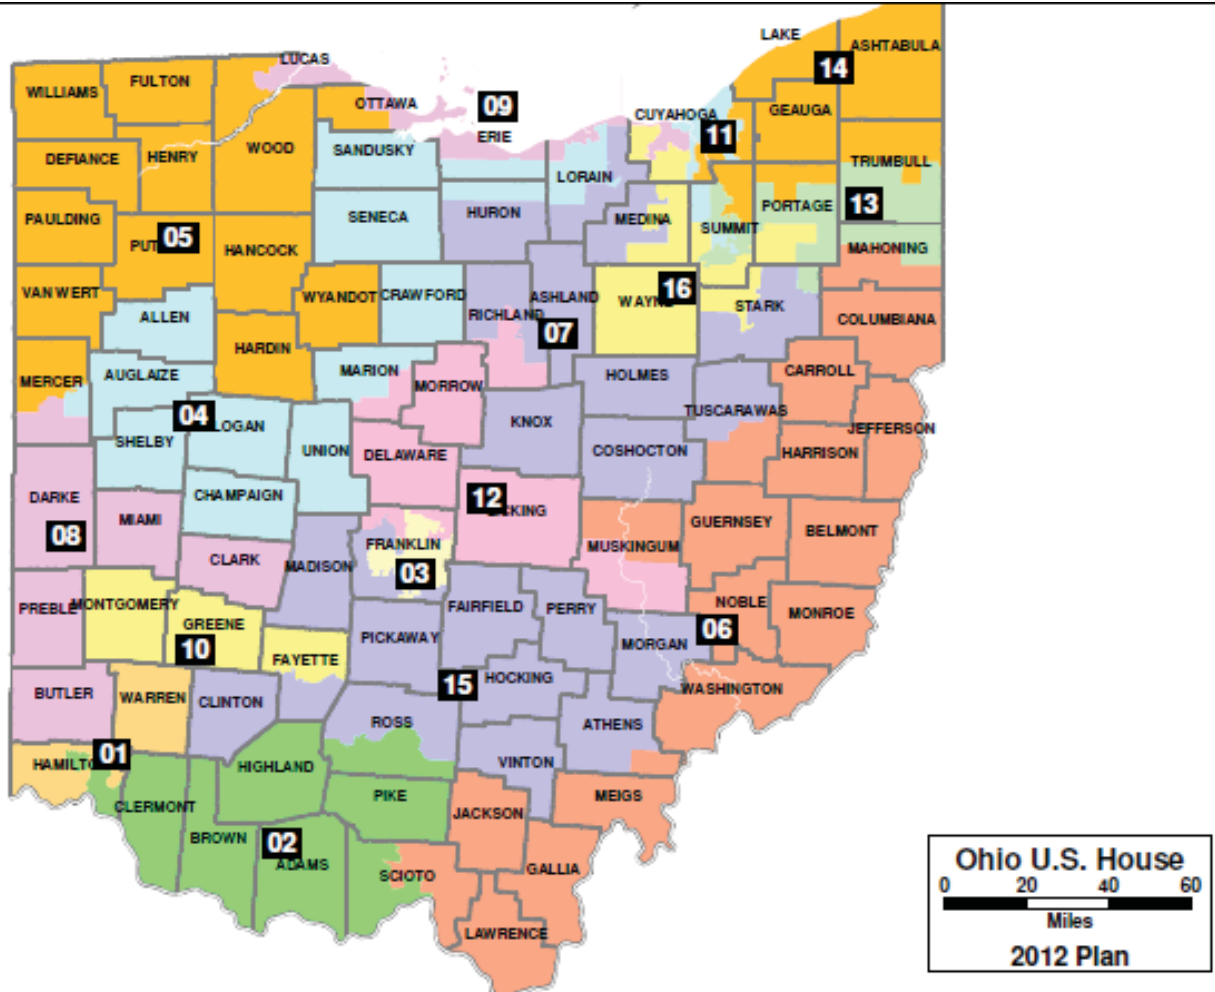 LAKE
ASHTABULA
LUCAS
14
FULTON
WILLIAMS
OTTAWA
09
GEAUGA
CUYAHOGA
11
ERIE
WOOD
SANDUSKY
DEFIANCE
HENRY
TRUMBULL
LORAIN
PORTAGE
13
PAULDING
SENECA
HURON
MEDINA
SUMMIT
PUT
05
HANCOCK
MAHONING
VAN WERT
WYANDOT
CRAWFORD
ASHLAND
WAYNE
16
STARK
ALLEN
RICHLAND
07
COLUMBIANA
HARDIN
MERCER
AUGLAIZE
MARION
MORROW
HOLMES
CARROLL
04
LOGAN
KNOX
TUSCARAWAS
JEFFERSON
SHELBY
UNION
DELAWARE
COSHOCTON
HARRISON
DARKE
CHAMPAIGN
12
CKING
MIAMI
GUERNSEY
BELMONT
08
FRANKLIN
MUSKINGUM
CLARK
MADISON
03
PREBLE
MONTGOMERY
FAIRFIELD
PERRY
NOBLE
MONROE
GREENE
PICKAWAY
06
10
FAYETTE
MORGAN
HOCKING
15
BUTLER
WARREN
CLINTON
WASHINGTON
ROSS
ATHENS
HAMILTO
01
HIGHLAND
VINTON
CLERMONT
PIKE
MEIGS
JACKSON
BROWN
02
ADAMS
SCIOTO
GALLIA
LAWRENCE
Ohio U.S. House
0 20 40 60
Miles
2012 Plan